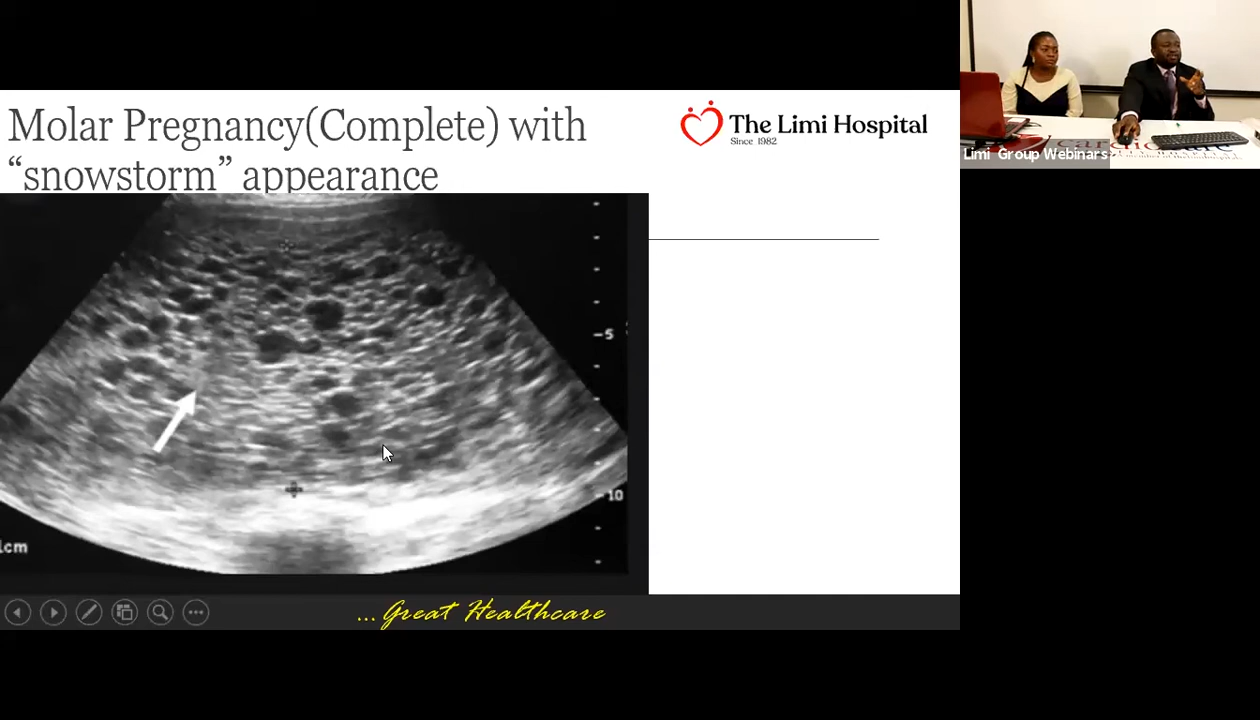 Molar Pregnancy(Complete) with
“snowstorm” appearance
The Limi Hospital
Since 1982
Limi Group Webinars
-5
-10
1cm
...Great Healthcare